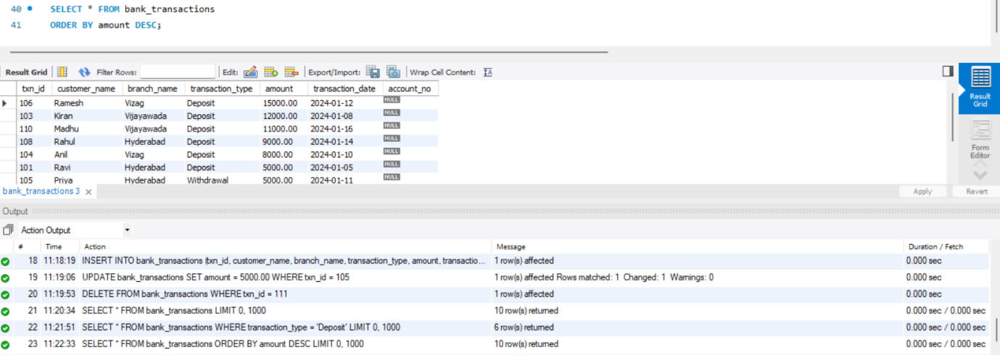 40 SELECT * FROM bank_transactions
41 ORDER BY amount DESC;
Result Grid Filter Rows: Edit: Export/Import: Wrap Cell Content: IA
txn_id customer_name branch_name transaction_type amount transaction_date account_no
106 Ramesh Vizag Deposit 15000.00 2024-01-12 NULL
103 Kiran Vijayawada Deposit 12000.00 2024-01-08 NULL
110 Madhu Vijayawada Deposit 11000.00 2024-01-16 NULL
108 Rahul Hyderabad Deposit 9000.00 2024-01-14 NULL
104 Anil Vizag Deposit 8000.00 2024-01-10 NULL
101 Ravi Hyderabad Deposit 5000.00 2024-01-05 NULL
105 Priya Hyderabad Withdrawal 5000.00 2024-01-11 NULL
Result
Grid
Form
Editor
bank_transactions 3 Apply Revert
Output
Action Output
# Time Action Message Duration / Fetch
18 11:18:19 INSERT INTO bank_transactions (txn_id, customer_name, branch_name, transaction_type, amount, transactio... 1 row(s) affected 0.000 sec
19 11:19:06 UPDATE bank_transactions SET amount = 5000.00 WHERE txn_id = 105 1 row(s) affected Rows matched: 1 Changed: 1 Warnings: 0 0.000 sec
20 11:19:53 DELETE FROM bank_transactions WHERE txn_id = 111 1 row(s) affected 0.000 sec
21 11:20:34 SELECT * FROM bank_transactions LIMIT 0, 1000 10 row(s) returned 0.000 sec / 0.000 sec
22 11:21:51 SELECT * FROM bank_transactions WHERE transaction_type = 'Deposit' LIMIT 0, 1000 6 row(s) returned 0.000 sec / 0.000 sec
23 11:22:33 SELECT * FROM bank_transactions ORDER BY amount DESC LIMIT 0, 1000 10 row(s) returned 0.000 sec / 0.000 sec